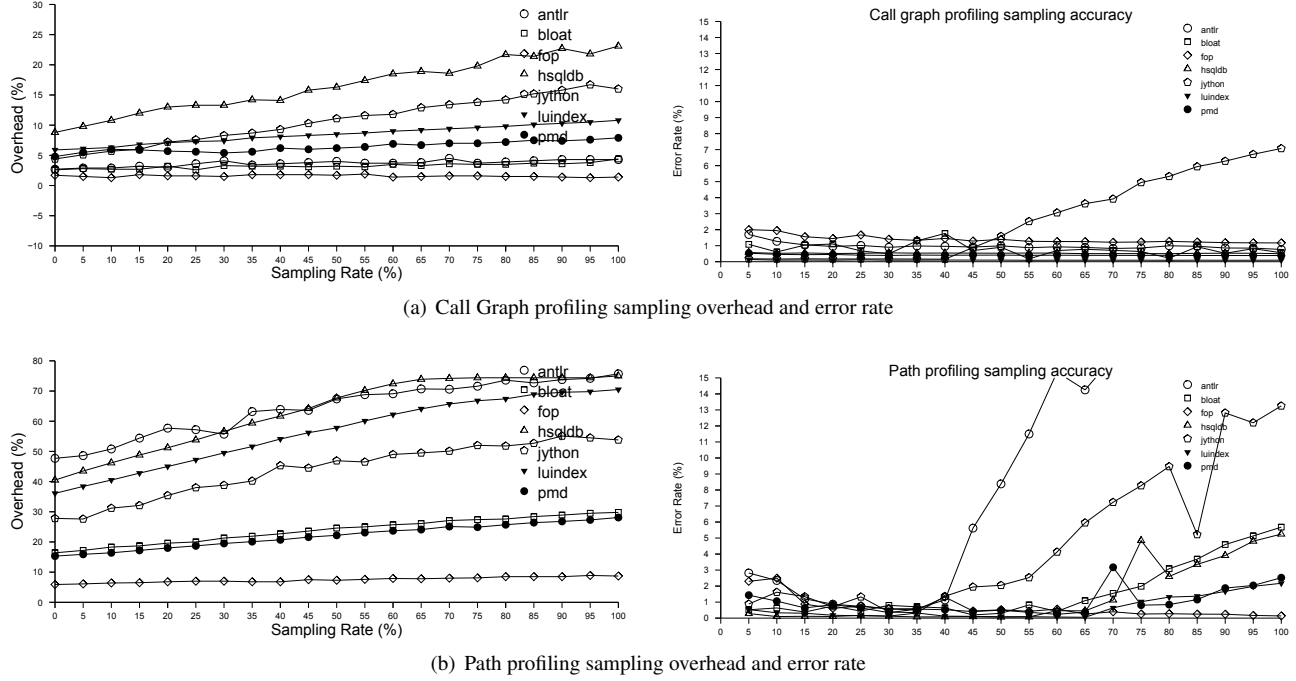 30
25
20
15
10
5
0
−5
−10
Overhead (%)
0 5 10 15 20 25 30 35 40 45 50 55 60 65 70 75 80 85 90 95 100
Sampling Rate (%)
antlr
bloat
fop
hsqldb
jython
luindex
pmd
Call graph profiling sampling accuracy
15
14
13
12
11
10
9
8
7
6
5
4
3
2
1
0
Error Rate (%)
0 5 10 15 20 25 30 35 40 45 50 55 60 65 70 75 80 85 90 95 100
antlr
bloat
fop
hsqldb
jython
luindex
pmd
(a) Call Graph profiling sampling overhead and error rate
80
70
60
50
40
30
20
10
0
Overhead (%)
0 5 10 15 20 25 30 35 40 45 50 55 60 65 70 75 80 85 90 95 100
Sampling Rate (%)
antlr
bloat
fop
hsqldb
jython
luindex
pmd
Path profiling sampling accuracy
15
14
13
12
11
10
9
8
7
6
5
4
3
2
1
0
Error Rate (%)
0 5 10 15 20 25 30 35 40 45 50 55 60 65 70 75 80 85 90 95 100
antlr
bloat
fop
hsqldb
jython
luindex
pmd
(b) Path profiling sampling overhead and error rate